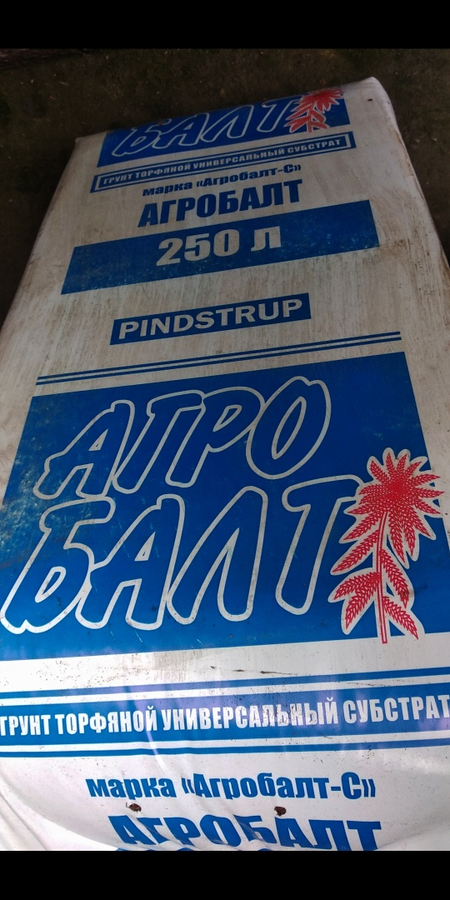 БАЛТ
ГРУНТ ТОРФЯНОЙ УНИВЕРСАЛЬНЫЙ СУБСТРАТ
марка «Агробалт-С»
АГРОБАЛТ
250 л
PINDSTRUP
АГРО
БАЛТ
ГРУНТ ТОРФЯНОЙ УНИВЕРСАЛЬНЫЙ СУБСТРАТ
марка «Агробалт-С»
АГРОБАЛТ